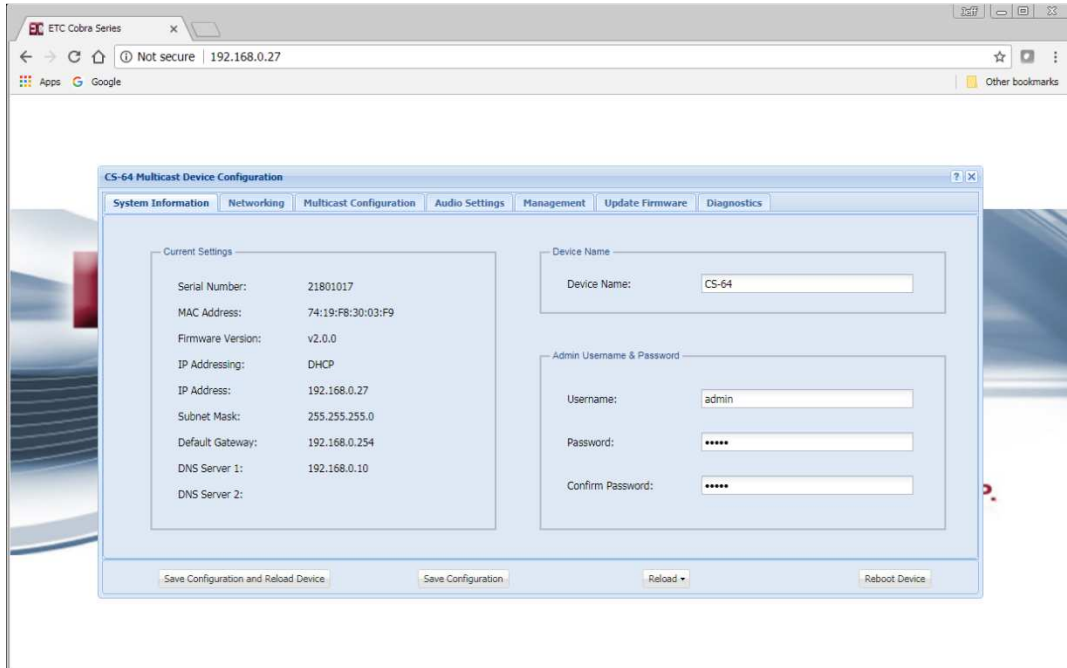 Jeff
ETC ETC Cobra Series
Not secure 192.168.0.27
Apps Google Other bookmarks
CS-64 Multicast Device Configuration
System Information Networking Multicast Configuration Audio Settings Management Update Firmware Diagnostics
Current Settings
Serial Number: 21801017
MAC Address: 74:19:F8:30:03:F9
Firmware Version: v2.0.0
IP Addressing: DHCP
IP Address: 192.168.0.27
Subnet Mask: 255.255.255.0
Default Gateway: 192.168.0.254
DNS Server 1: 192.168.0.10
DNS Server 2:
Device Name
Device Name: CS-64
Admin Username & Password
Username: admin
Password: •••••
Confirm Password: •••••
P.
Save Configuration and Reload Device Save Configuration Reload Reboot Device